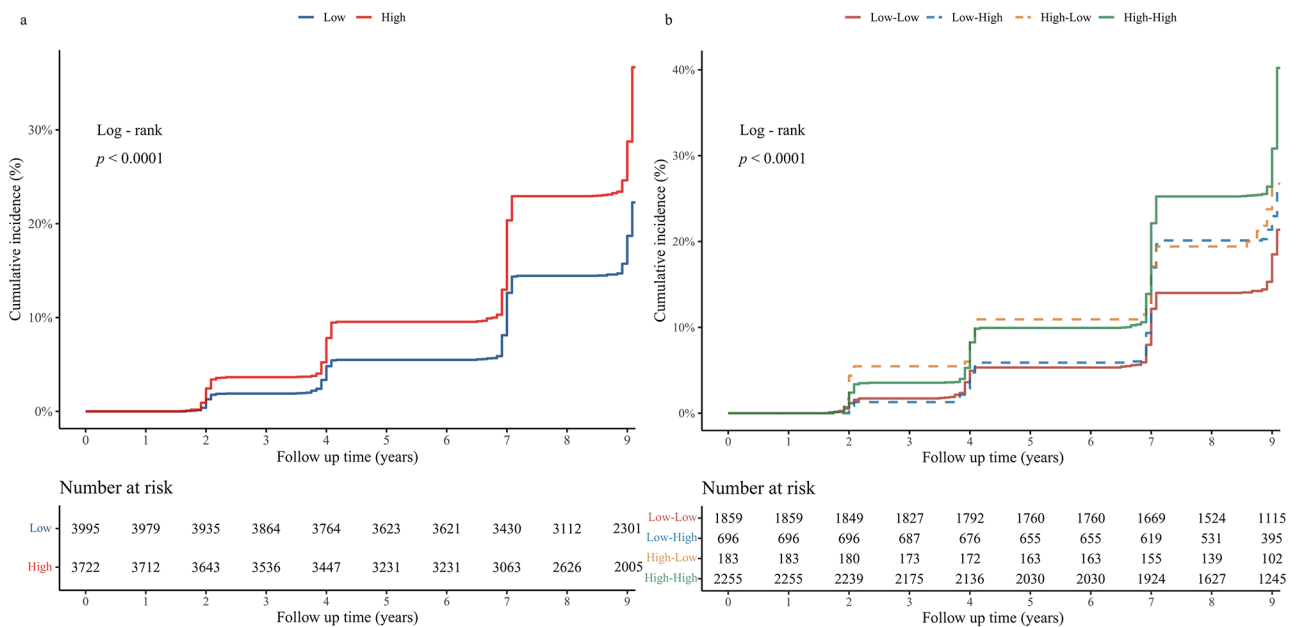 a
Low High
30%
20%
10%
0%
Cumulative incidence (%)
Log - rank
p < 0.0001
0 1 2 3 4 5 6 7 8 9
Follow up time (years)
Number at risk
Low 3995 3979 3935 3864 3764 3623 3621 3430 3112 2301
High 3722 3712 3643 3536 3447 3231 3231 3063 2626 2005
0 1 2 3 4 5 6 7 8 9
Follow up time (years)
b
Low-Low Low-High High-Low High-High
40%
30%
20%
10%
0%
Cumulative incidence (%)
Log - rank
p < 0.0001
0 1 2 3 4 5 6 7 8 9
Follow up time (years)
Number at risk
Low-Low 1859 1859 1849 1827 1792 1760 1760 1669 1524 1115
Low-High 696 696 696 687 676 655 655 619 531 395
High-Low 183 183 180 173 172 163 163 155 139 102
High-High 2255 2255 2239 2175 2136 2030 2030 1924 1627 1245
0 1 2 3 4 5 6 7 8 9
Follow up time (years)